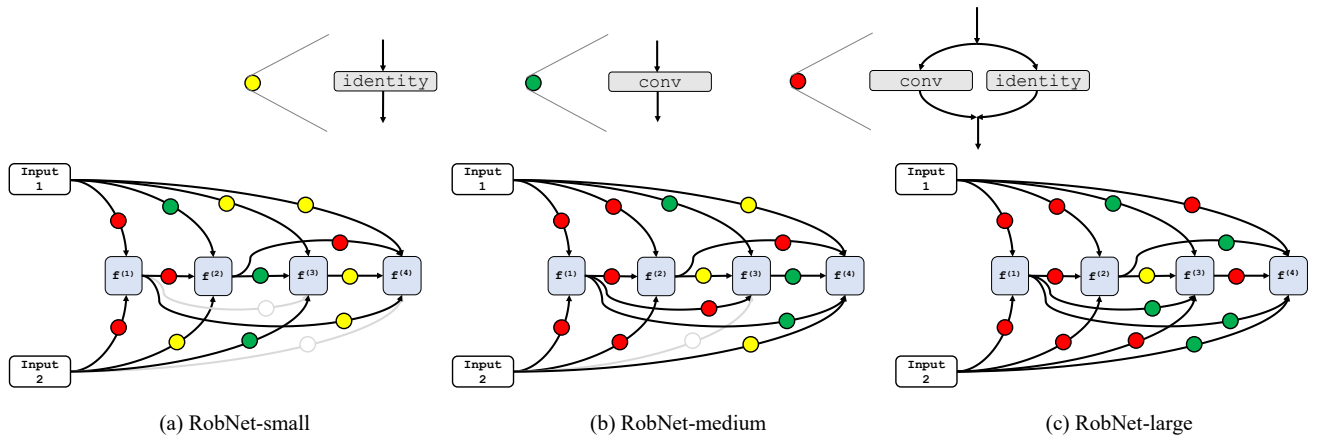 identity
conv
conv identity
Input
1
Input
1
Input
1
f⁽¹⁾ f⁽²⁾ f⁽³⁾ f⁽⁴⁾
f⁽¹⁾ f⁽²⁾ f⁽³⁾ f⁽⁴⁾
f⁽¹⁾ f⁽²⁾ f⁽³⁾ f⁽⁴⁾
Input
2
Input
2
Input
2
(a) RobNet-small
(b) RobNet-medium
(c) RobNet-large